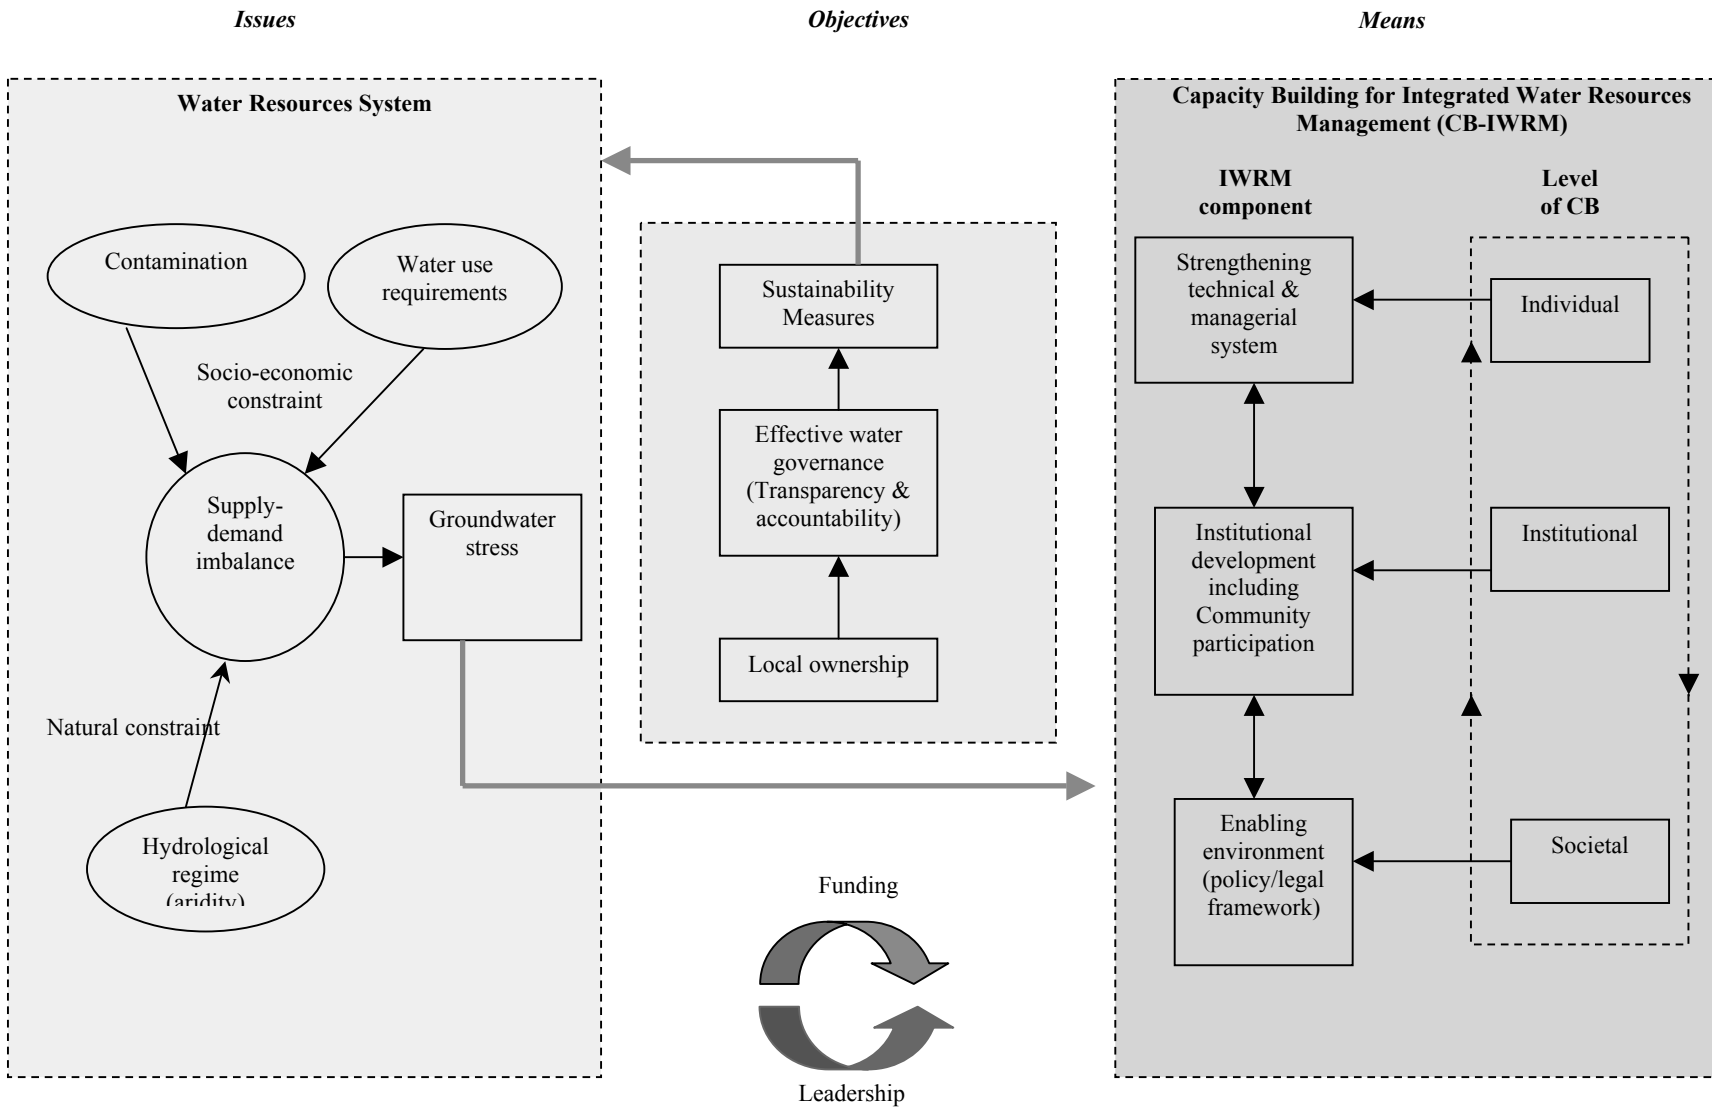 Issues
Objectives
Means
Water Resources System
Contamination
Water use
requirements
Socio-economic
constraint
Supply-
demand
imbalance
Groundwater
stress
Natural constraint
Hydrological
regime
(aridity)
Sustainability
Measures
Effective water
governance
(Transparency &
accountability)
Local ownership
Funding
Leadership
Capacity Building for Integrated Water Resources
Management (CB-IWRM)
IWRM
component
Level
of CB
Strengthening
technical &
managerial
system
Individual
Institutional
development
including
Community
participation
Institutional
Enabling
environment
(policy/legal
framework)
Societal